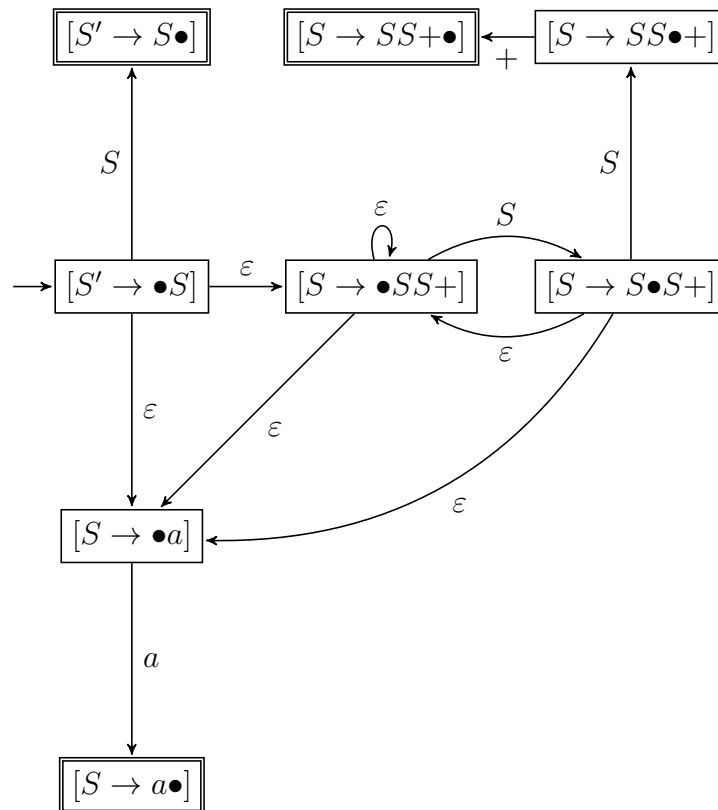 [S′ → S●] [S → SS+●] [S → SS●+]
+
S S
ε S
[S′ → ●S] ε [S → ●SS+] [S → S●S+]
ε
ε ε
ε
[S → ●a]
a
[S → a●]